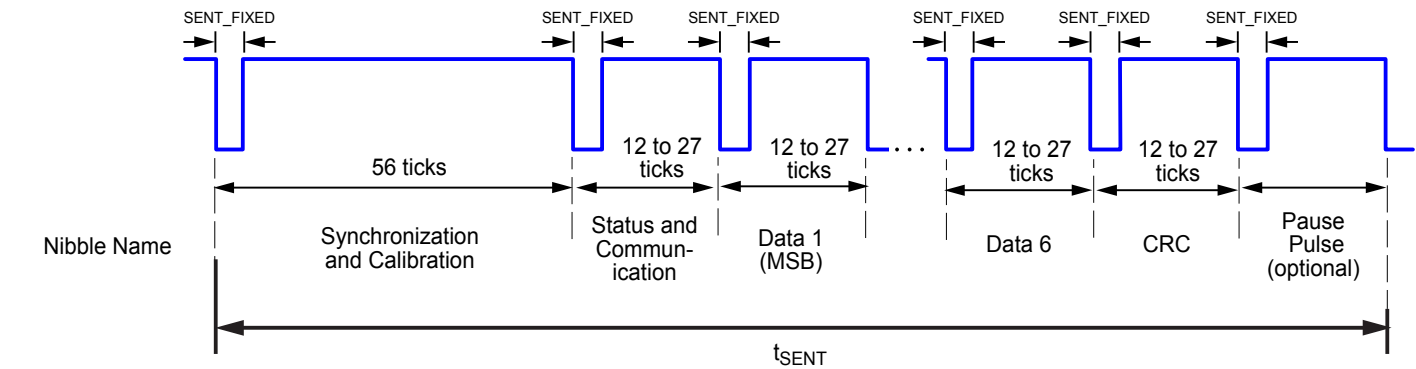 SENT_FIXED SENT_FIXED SENT_FIXED SENT_FIXED SENT_FIXED SENT_FIXED
56 ticks
12 to 27
ticks
12 to 27
ticks
...
12 to 27
ticks
12 to 27
ticks
Nibble Name
Synchronization
and Calibration
Status and
Commun-
ication
Data 1
(MSB)
Data 6
CRC
Pause
Pulse
(optional)
tSENT